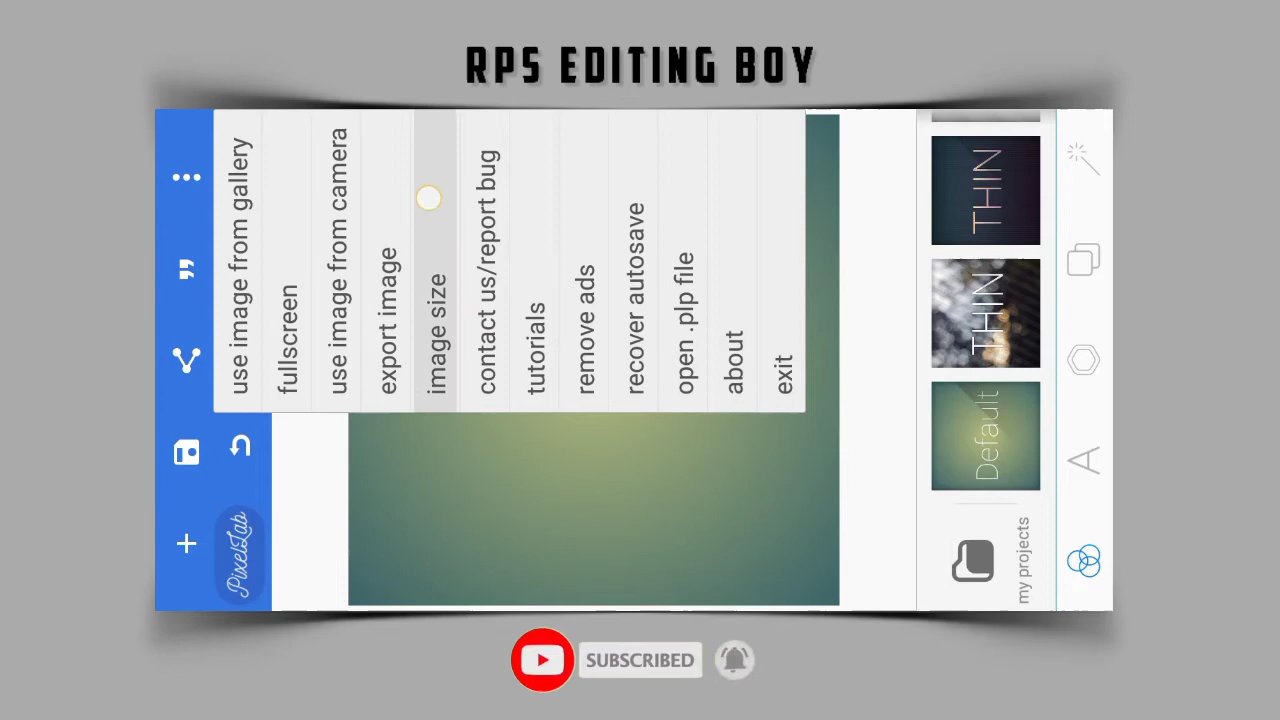 RPS EDITING BOY
PixelLab
use image from gallery
fullscreen
use image from camera
export image
image size
contact us/report bug
tutorials
remove ads
recover autosave
open .plp file
about
exit
my projects
Default
THIN
THIN
SUBSCRIBED